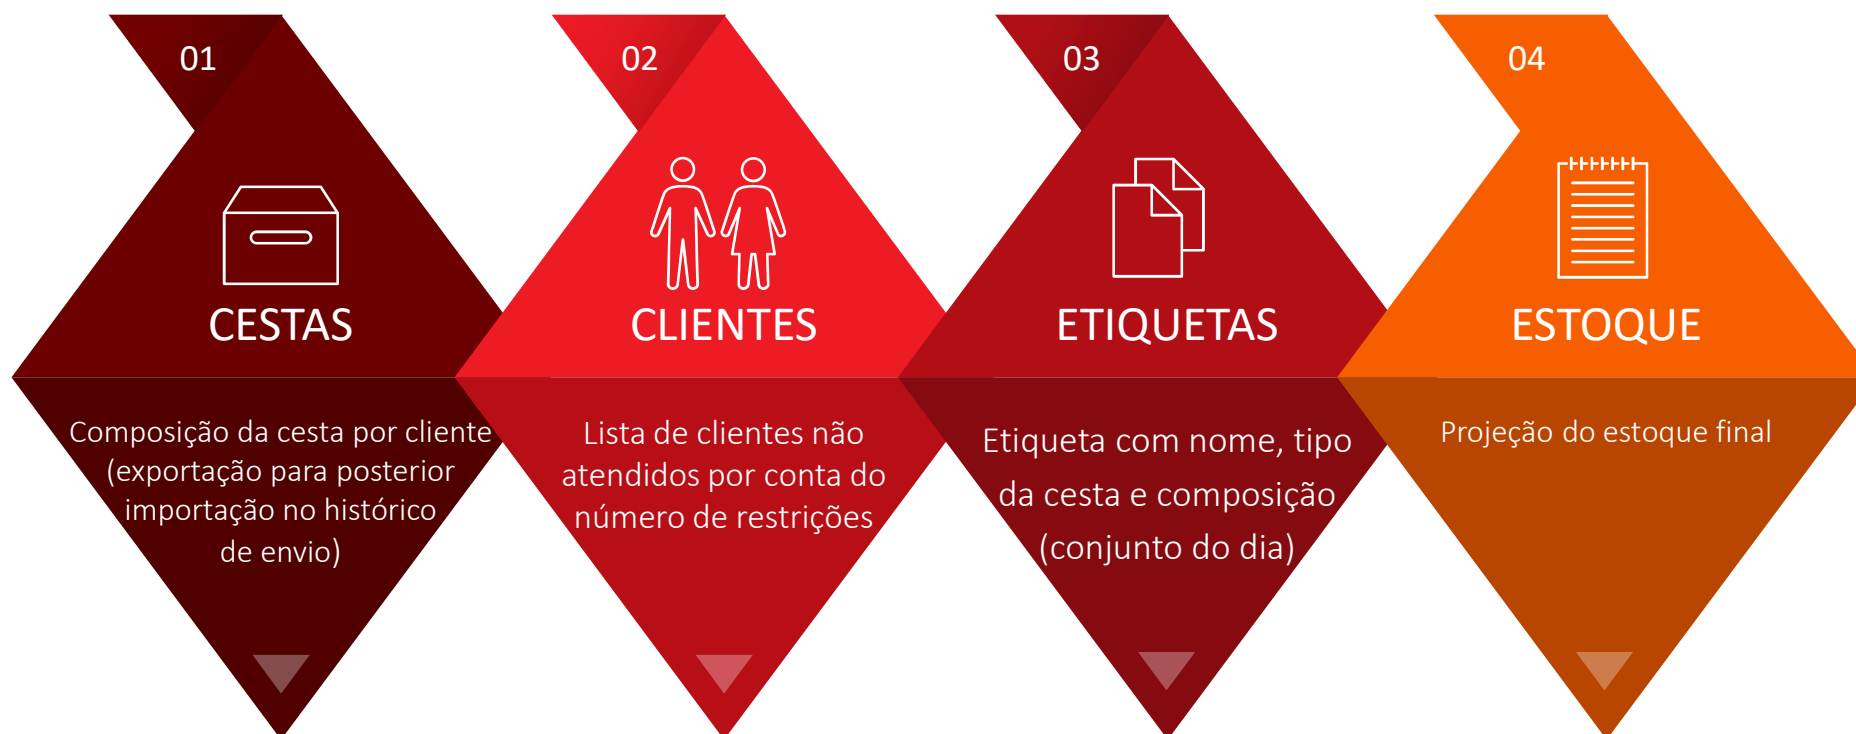 01
CESTAS
Composição da cesta por cliente
(exportação para posterior
importação no histórico
de envio)
02
CLIENTES
Lista de clientes não
atendidos por conta do
número de restrições
03
ETIQUETAS
Etiqueta com nome, tipo
da cesta e composição
(conjunto do dia)
04
ESTOQUE
Projeção do estoque final